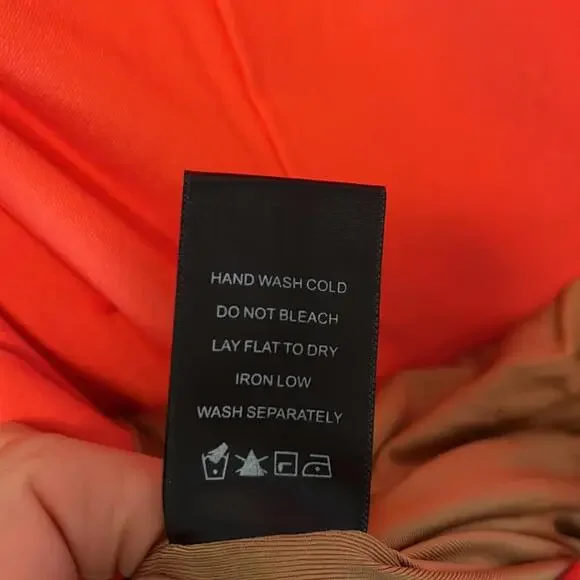 HAND WASH COLD
DO NOT BLEACH
LAY FLAT TO DRY
IRON LOW
WASH SEPARATELY